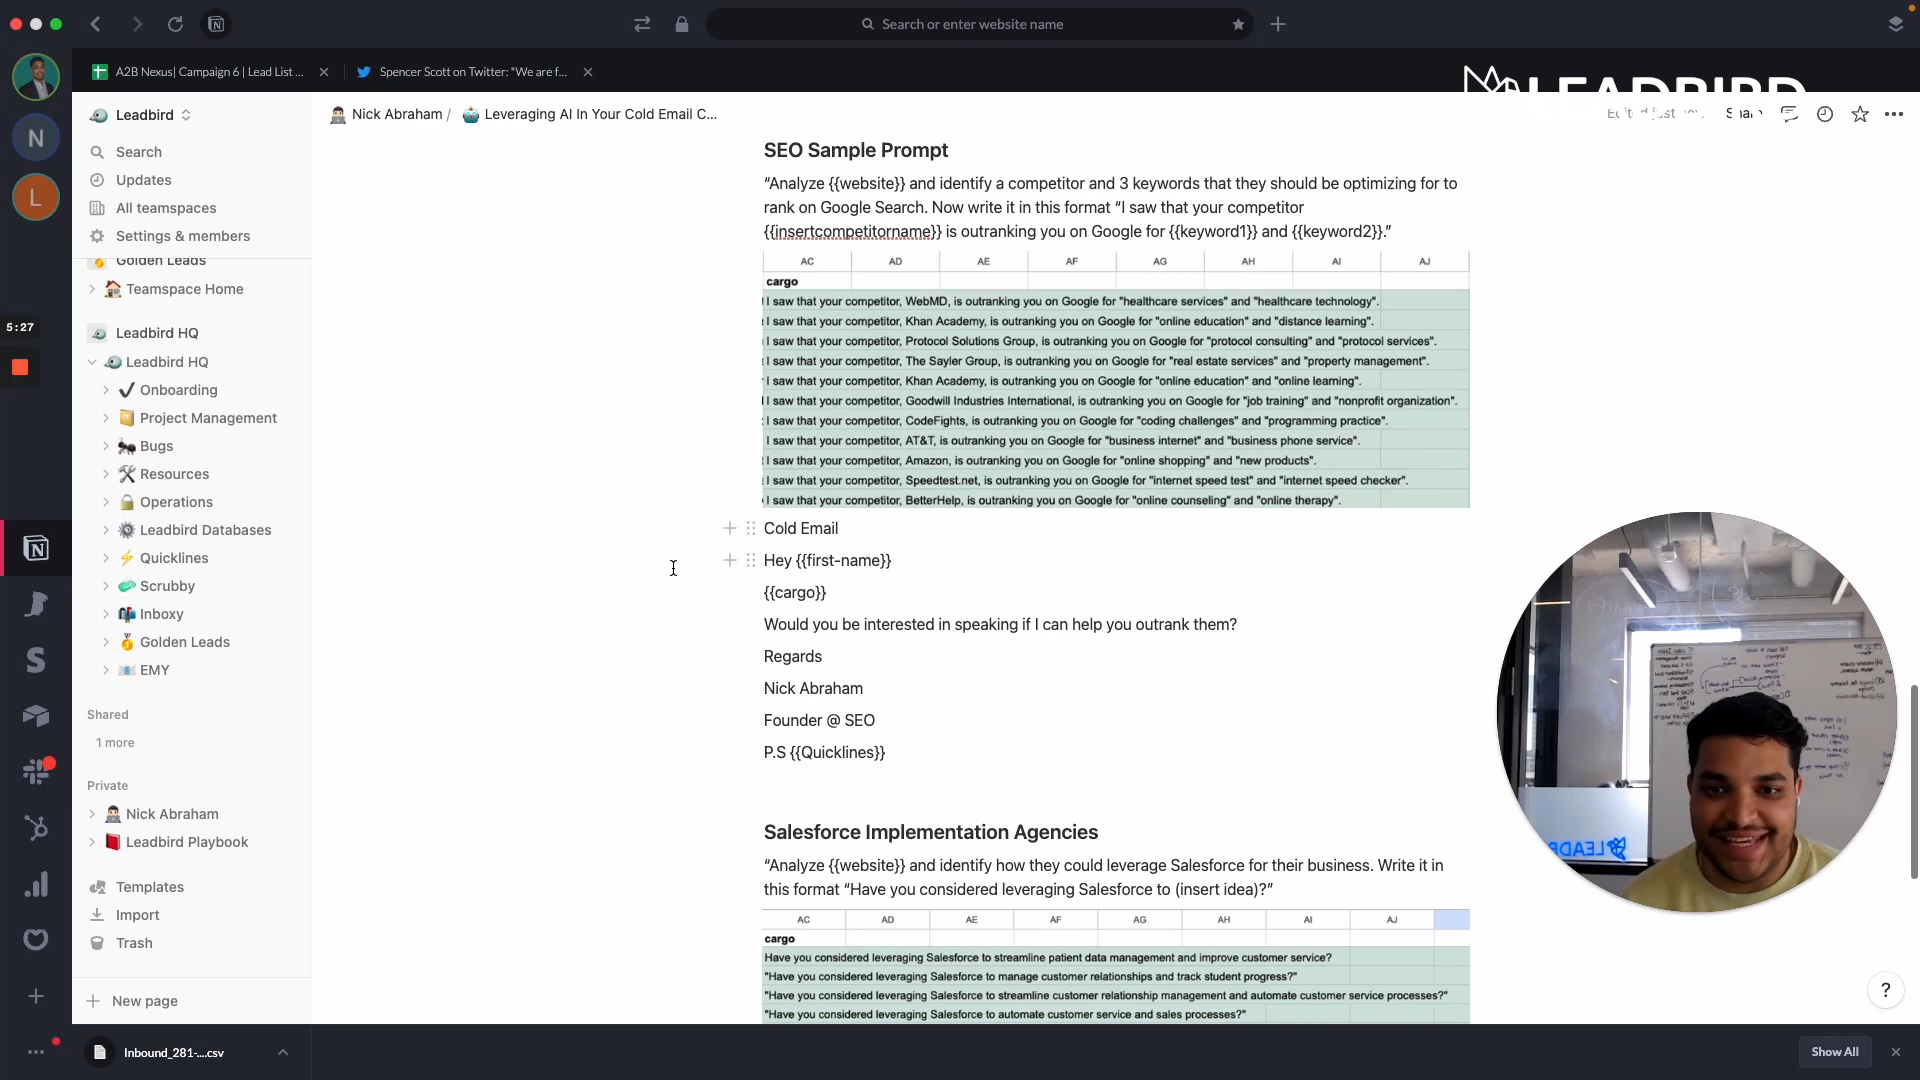 Search or enter website name
A2B Nexus| Campaign 6 | Lead List ...
Spencer Scott on Twitter: "We are f...
LEADBIRD
N
L
5:27
Leadbird
Search
Updates
All teamspaces
Settings & members
Golden Leads
Teamspace Home
Leadbird HQ
Leadbird HQ
Onboarding
Project Management
Bugs
Resources
Operations
Leadbird Databases
Quicklines
Scrubby
Inboxy
Golden Leads
EMY
Shared
1 more
Private
Nick Abraham
Leadbird Playbook
Templates
Import
Trash
New page
Nick Abraham /
Leveraging AI In Your Cold Email C...
Edited just now
Share
SEO Sample Prompt
“Analyze {{website}} and identify a competitor and 3 keywords that they should be optimizing for to
rank on Google Search. Now write it in this format “I saw that your competitor
{{insertcompetitorname}} is outranking you on Google for {{keyword1}} and {{keyword2}}.”
AC AD AE AF AG AH AI AJ
cargo
I saw that your competitor, WebMD, is outranking you on Google for "healthcare services" and "healthcare technology".
I saw that your competitor, Khan Academy, is outranking you on Google for "online education" and "distance learning".
I saw that your competitor, Protocol Solutions Group, is outranking you on Google for "protocol consulting" and "protocol services".
I saw that your competitor, The Sayler Group, is outranking you on Google for "real estate services" and "property management".
I saw that your competitor, Khan Academy, is outranking you on Google for "online education" and "online learning".
I saw that your competitor, Goodwill Industries International, is outranking you on Google for "job training" and "nonprofit organization".
I saw that your competitor, CodeFights, is outranking you on Google for "coding challenges" and "programming practice".
I saw that your competitor, AT&T, is outranking you on Google for "business internet" and "business phone service".
I saw that your competitor, Amazon, is outranking you on Google for "online shopping" and "new products".
I saw that your competitor, Speedtest.net, is outranking you on Google for "internet speed test" and "internet speed checker".
I saw that your competitor, BetterHelp, is outranking you on Google for "online counseling" and "online therapy".
Cold Email
Hey {{first-name}}
{{cargo}}
Would you be interested in speaking if I can help you outrank them?
Regards
Nick Abraham
Founder @ SEO
P.S {{Quicklines}}
Salesforce Implementation Agencies
“Analyze {{website}} and identify how they could leverage Salesforce for their business. Write it in
this format “Have you considered leveraging Salesforce to (insert idea)?”
AC AD AE AF AG AH AI AJ
cargo
Have you considered leveraging Salesforce to streamline patient data management and improve customer service?
"Have you considered leveraging Salesforce to manage customer relationships and track student progress?"
"Have you considered leveraging Salesforce to streamline customer relationship management and automate customer service processes?"
"Have you considered leveraging Salesforce to automate customer service and sales processes?"
?
Inbound_281-....csv
Show All